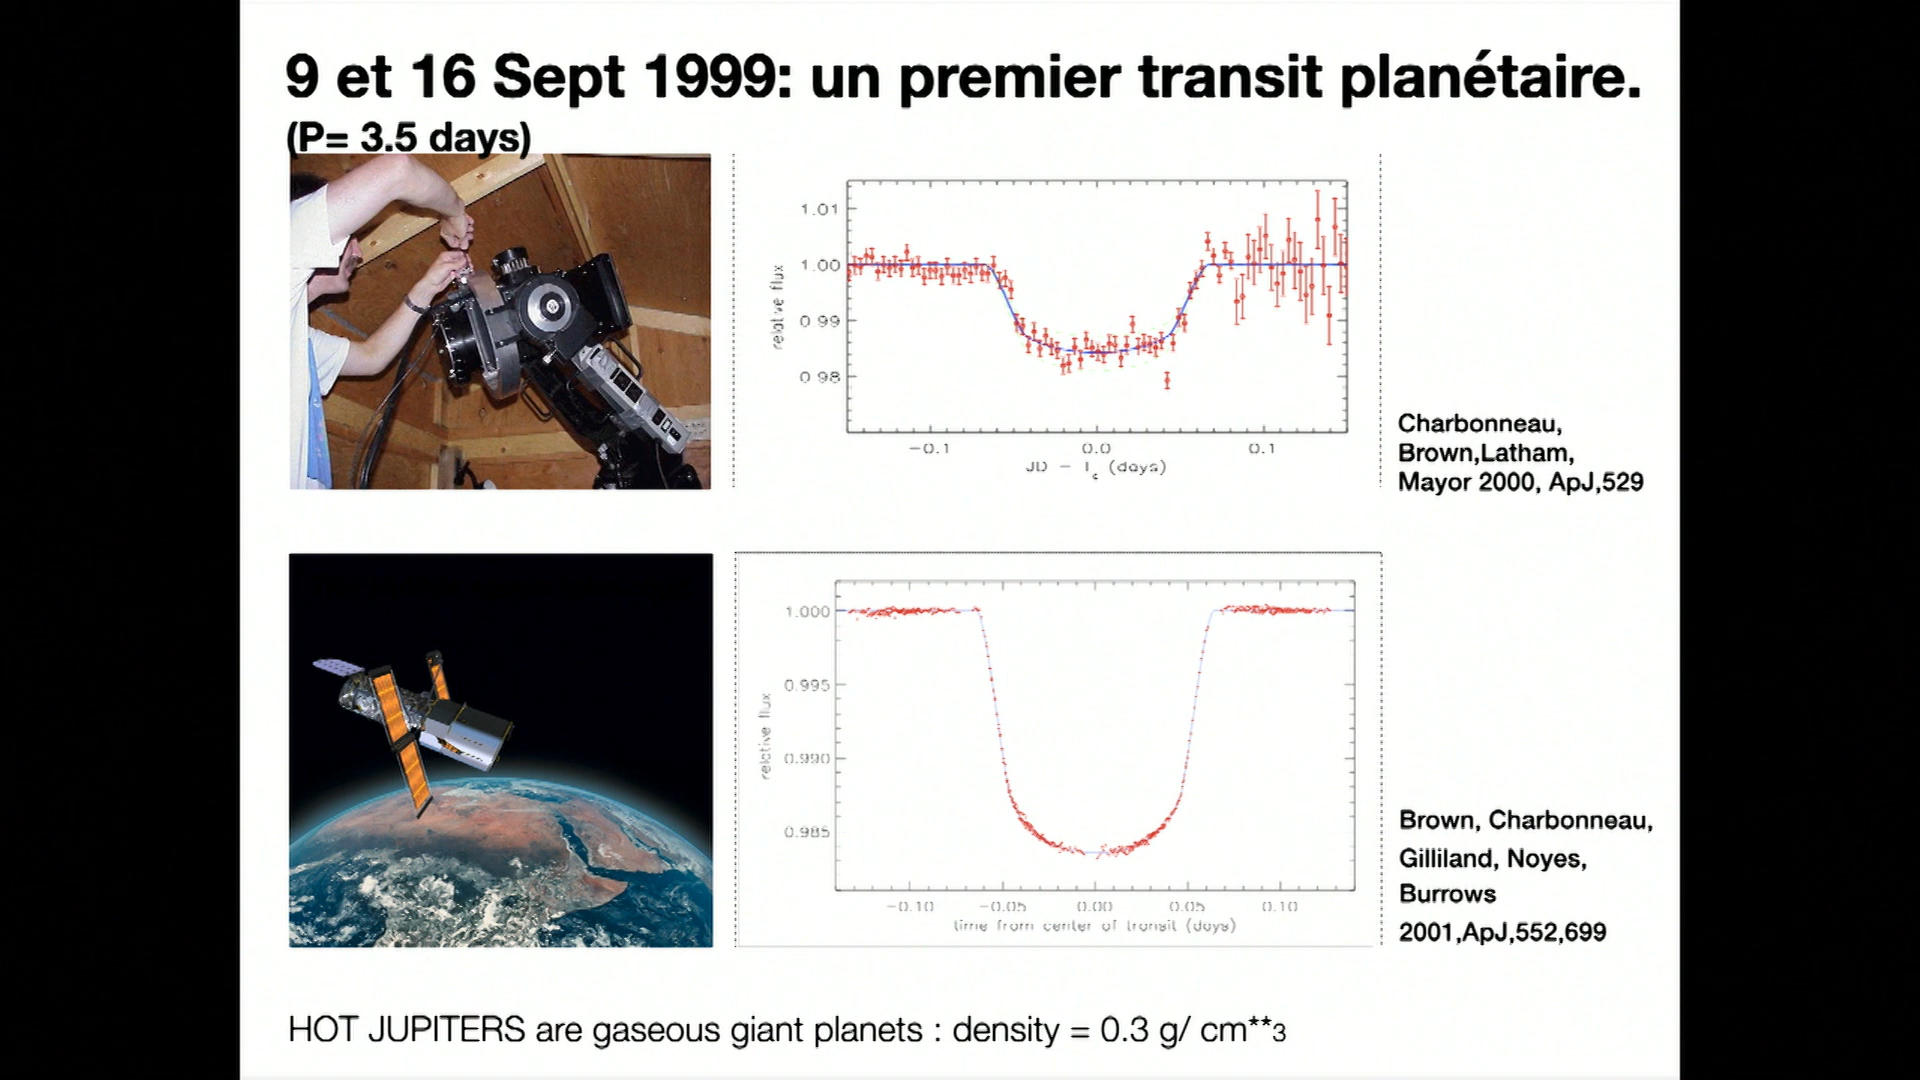 9 et 16 Sept 1999: un premier transit planétaire.
(P= 3.5 days)
1.01
1.00
0.99
0.98
relative flux
−0.1 0.0 0.1
JD − T_c (days)
Charbonneau,
Brown,Latham,
Mayor 2000, ApJ,529
1.000
0.995
0.990
0.985
relative flux
−0.10 −0.05 0.00 0.05 0.10
time from center of transit (days)
Brown, Charbonneau,
Gilliland, Noyes,
Burrows
2001,ApJ,552,699
HOT JUPITERS are gaseous giant planets : density = 0.3 g/ cm**3